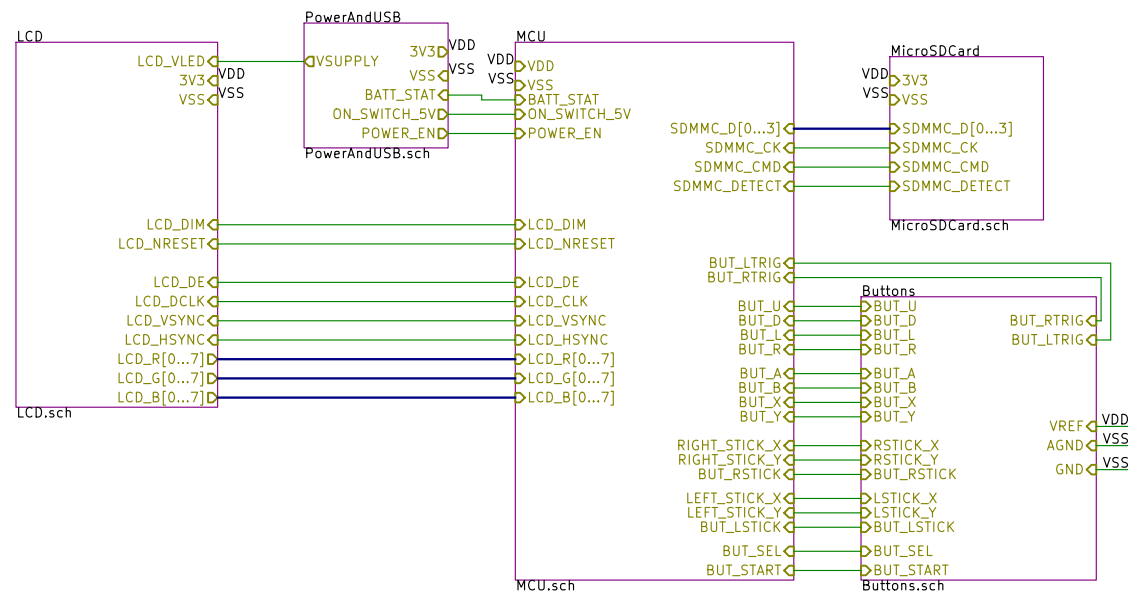 LCD
LCD_VLED
3V3
VDD
VSS
VSS
LCD_DIM
LCD_NRESET
LCD_DE
LCD_DCLK
LCD_VSYNC
LCD_HSYNC
LCD_R[0...7]
LCD_G[0...7]
LCD_B[0...7]
LCD.sch
PowerAndUSB
VSUPPLY
3V3
VDD
VSS
VSS
BATT_STAT
ON_SWITCH_5V
POWER_EN
PowerAndUSB.sch
MCU
VDD
VDD
VSS
VSS
BATT_STAT
ON_SWITCH_5V
POWER_EN
LCD_DIM
LCD_NRESET
LCD_DE
LCD_CLK
LCD_VSYNC
LCD_HSYNC
LCD_R[0...7]
LCD_G[0...7]
LCD_B[0...7]
SDMMC_D[0...3]
SDMMC_CK
SDMMC_CMD
SDMMC_DETECT
BUT_LTRIG
BUT_RTRIG
BUT_U
BUT_D
BUT_L
BUT_R
BUT_A
BUT_B
BUT_X
BUT_Y
RIGHT_STICK_X
RIGHT_STICK_Y
BUT_RSTICK
LEFT_STICK_X
LEFT_STICK_Y
BUT_LSTICK
BUT_SEL
BUT_START
MCU.sch
MicroSDCard
VDD
3V3
VSS
VSS
SDMMC_D[0...3]
SDMMC_CK
SDMMC_CMD
SDMMC_DETECT
MicroSDCard.sch
Buttons
BUT_U
BUT_D
BUT_L
BUT_R
BUT_A
BUT_B
BUT_X
BUT_Y
RSTICK_X
RSTICK_Y
BUT_RSTICK
LSTICK_X
LSTICK_Y
BUT_LSTICK
BUT_SEL
BUT_START
BUT_RTRIG
BUT_LTRIG
VREF
VDD
AGND
VSS
GND
VSS
Buttons.sch